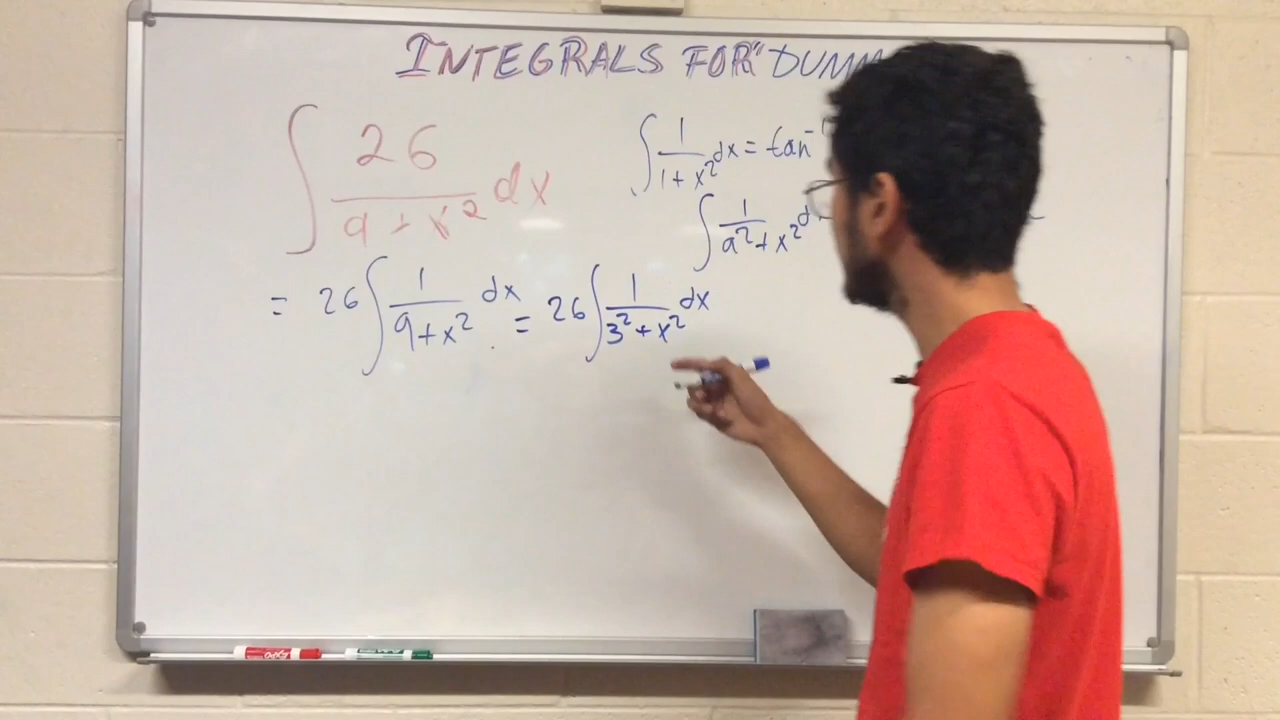 INTEGRALS FOR "DUMM
∫ 26 / (9 + x²) dx
∫ 1 / (1 + x²) dx = tan⁻¹
∫ 1 / (a² + x²) d
= 26 ∫ 1 / (9 + x²) dx = 26 ∫ 1 / (3² + x²) dx
EXPO